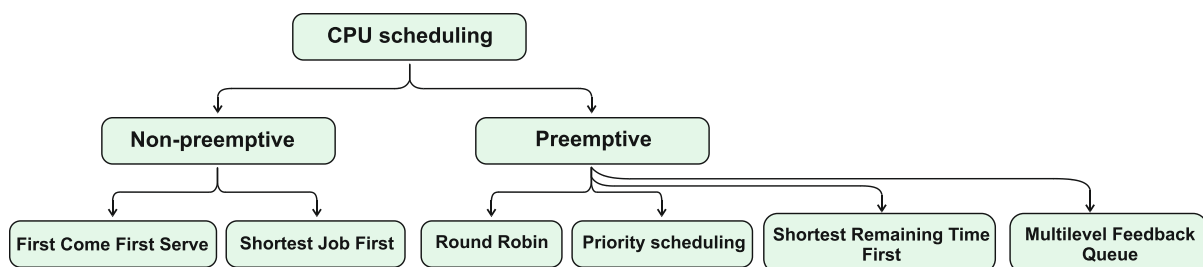 CPU scheduling
Non-preemptive
Preemptive
First Come First Serve
Shortest Job First
Round Robin
Priority scheduling
Shortest Remaining Time
First
Multilevel Feedback
Queue